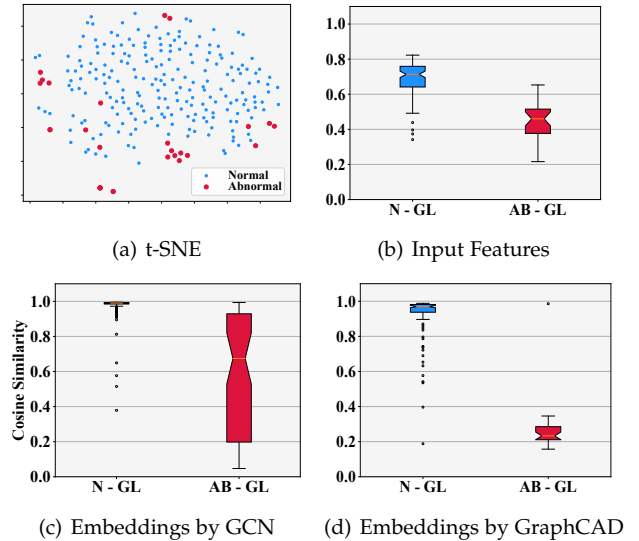 Normal
Abnormal
(a) t-SNE
1.0
0.8
0.6
0.4
0.2
0.0
N - GL
AB - GL
(b) Input Features
Cosine Similarity
1.0
0.8
0.6
0.4
0.2
0.0
N - GL
AB - GL
(c) Embeddings by GCN
1.0
0.8
0.6
0.4
0.2
0.0
N - GL
AB - GL
(d) Embeddings by GraphCAD